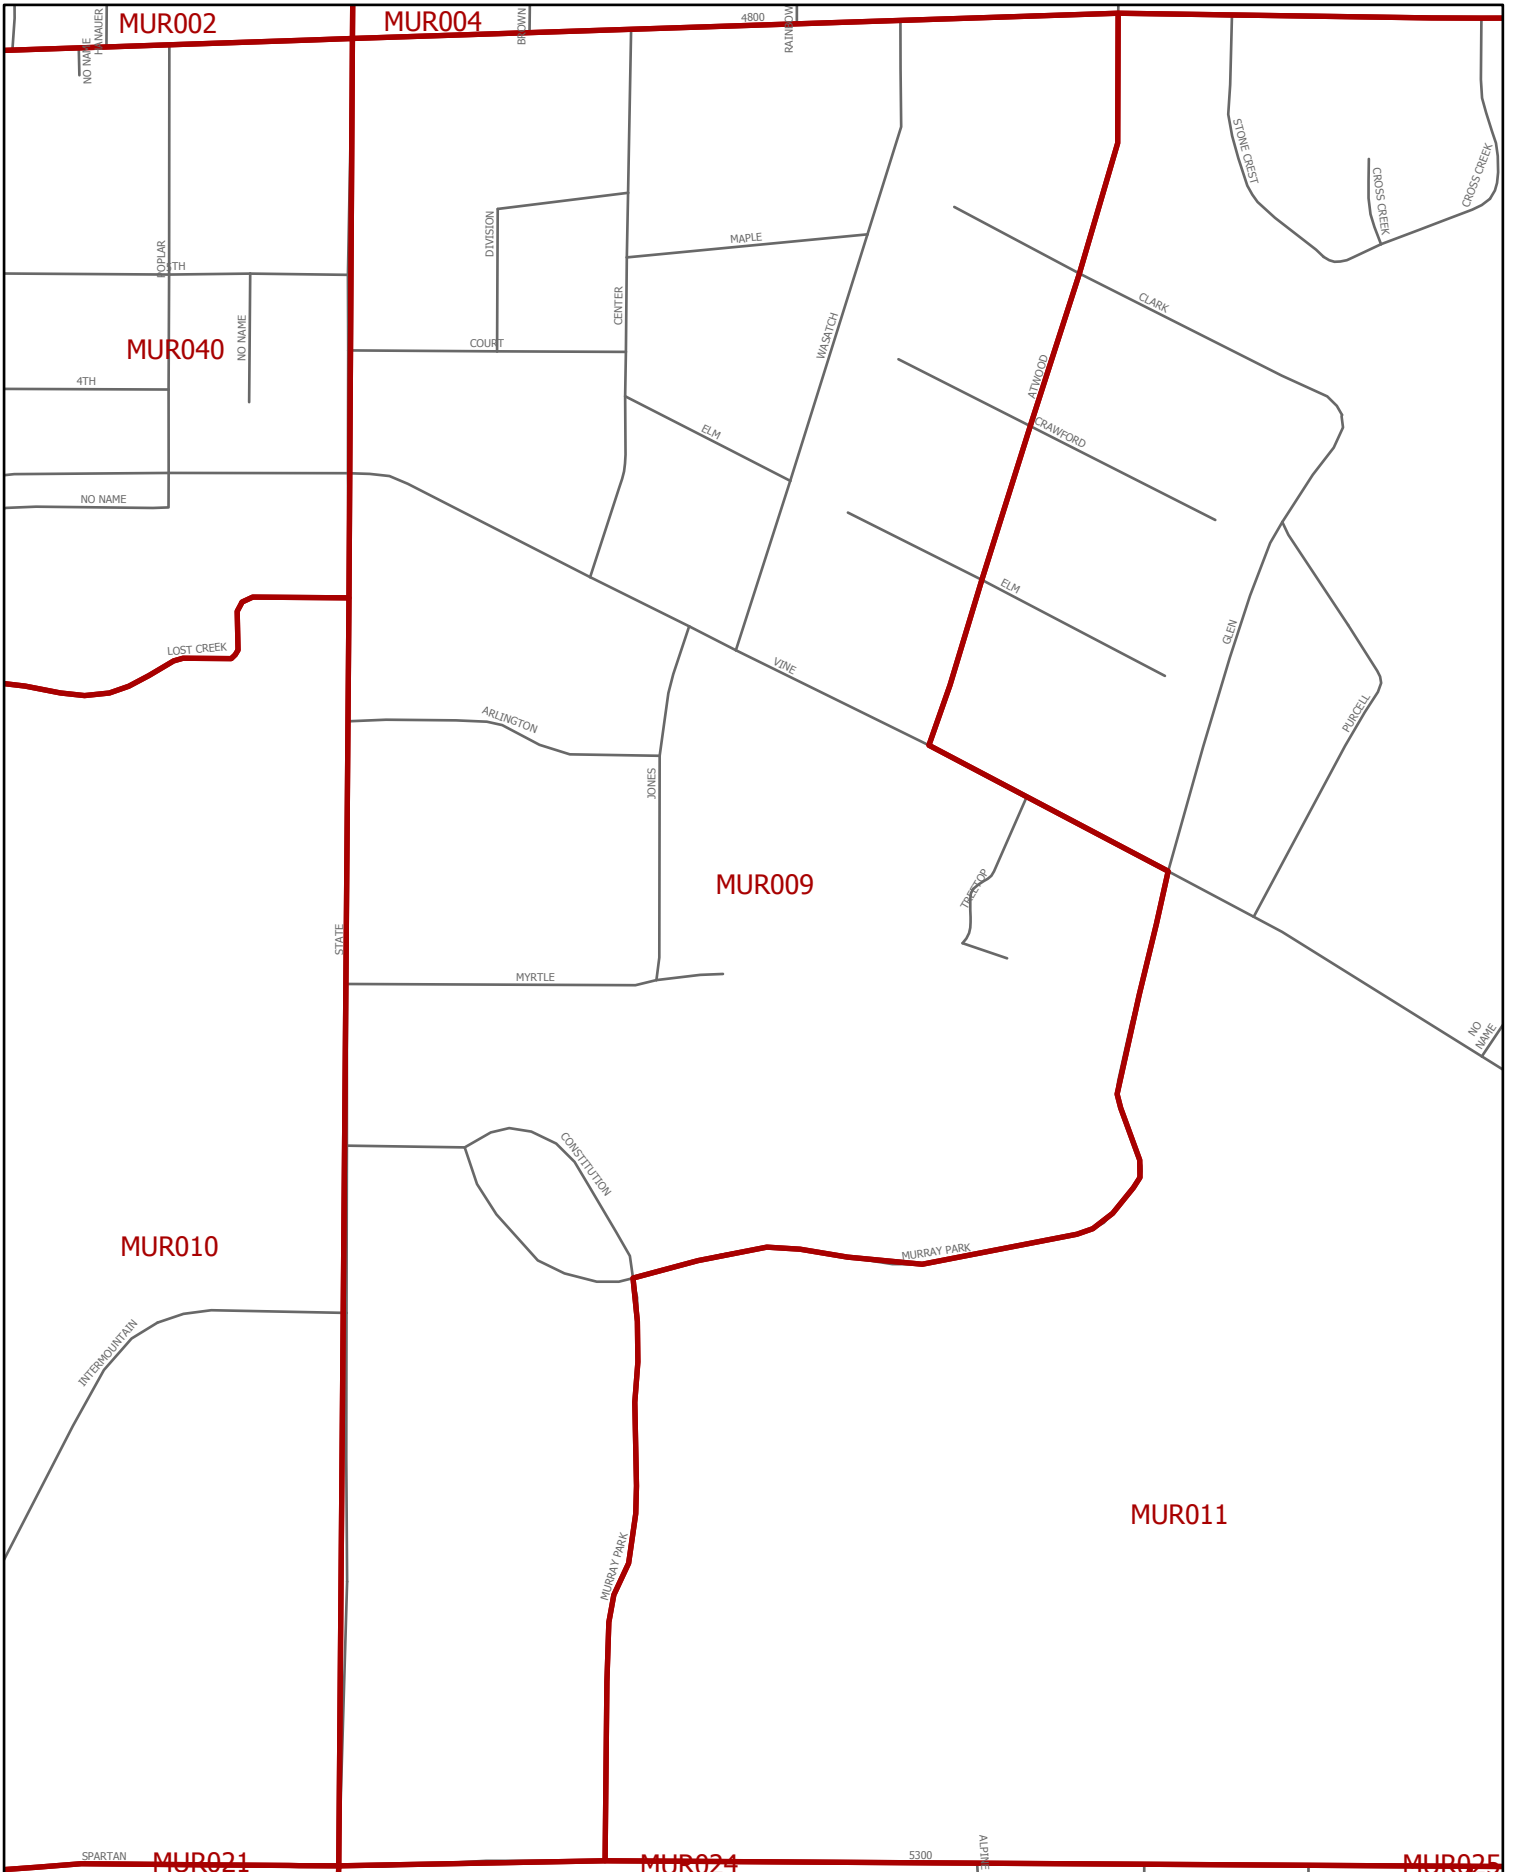 MUR002
MUR004
HANAUER
NO NAME
BROWN
4800
RAINBOW
STONE CREST
CROSS CREEK
CROSS CREEK
POPLAR
5TH
DIVISION
MAPLE
CENTER
CLARK
NO NAME
MUR040
COURT
WASATCH
4TH
ATWOOD
ELM
CRAWFORD
NO NAME
ELM
GLEN
LOST CREEK
VINE
ARLINGTON
PURCELL
JONES
MUR009
TREETOP
STATE
MYRTLE
NO
NAME
CONSTITUTION
MUR010
MURRAY PARK
INTERMOUNTAIN
MUR011
MURRAY PARK
SPARTAN
MUR021
MUR024
5300
ALPINE
MUR025